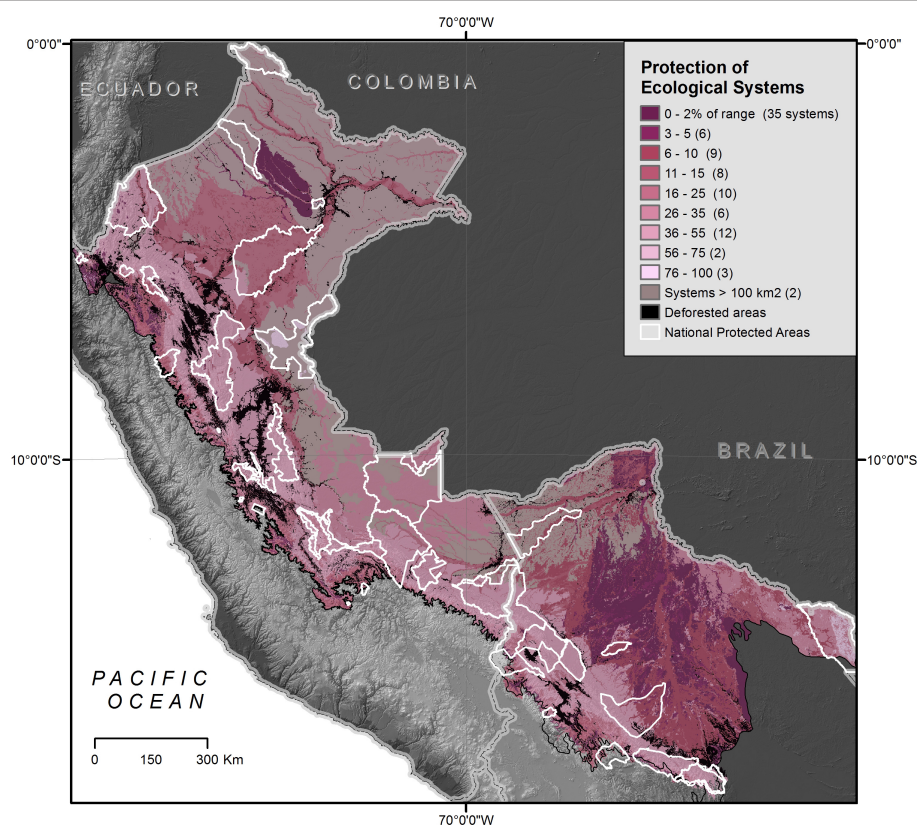 70°0'0"W
0°0'0"
0°0'0"
ECUADOR
COLOMBIA
Protection of
Ecological Systems
0 - 2% of range (35 systems)
3 - 5 (6)
6 - 10 (9)
11 - 15 (8)
16 - 25 (10)
26 - 35 (6)
36 - 55 (12)
56 - 75 (2)
76 - 100 (3)
Systems > 100 km2 (2)
Deforested areas
National Protected Areas
BRAZIL
10°0'0"S
10°0'0"S
PACIFIC
OCEAN
0 150 300 Km
70°0'0"W